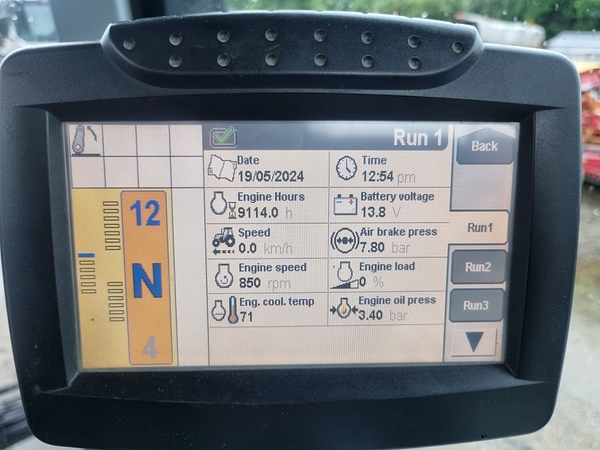 Run 1
Back
Date
19/05/2024
Time
12:54 pm
Engine Hours
9114.0 h
Battery voltage
13.8 V
Speed
0.0 km/h
Air brake press
7.80 bar
Engine speed
850 rpm
Engine load
0 %
Eng. cool. temp
71
Engine oil press
3.40 bar
12
N
4
Run1
Run2
Run3